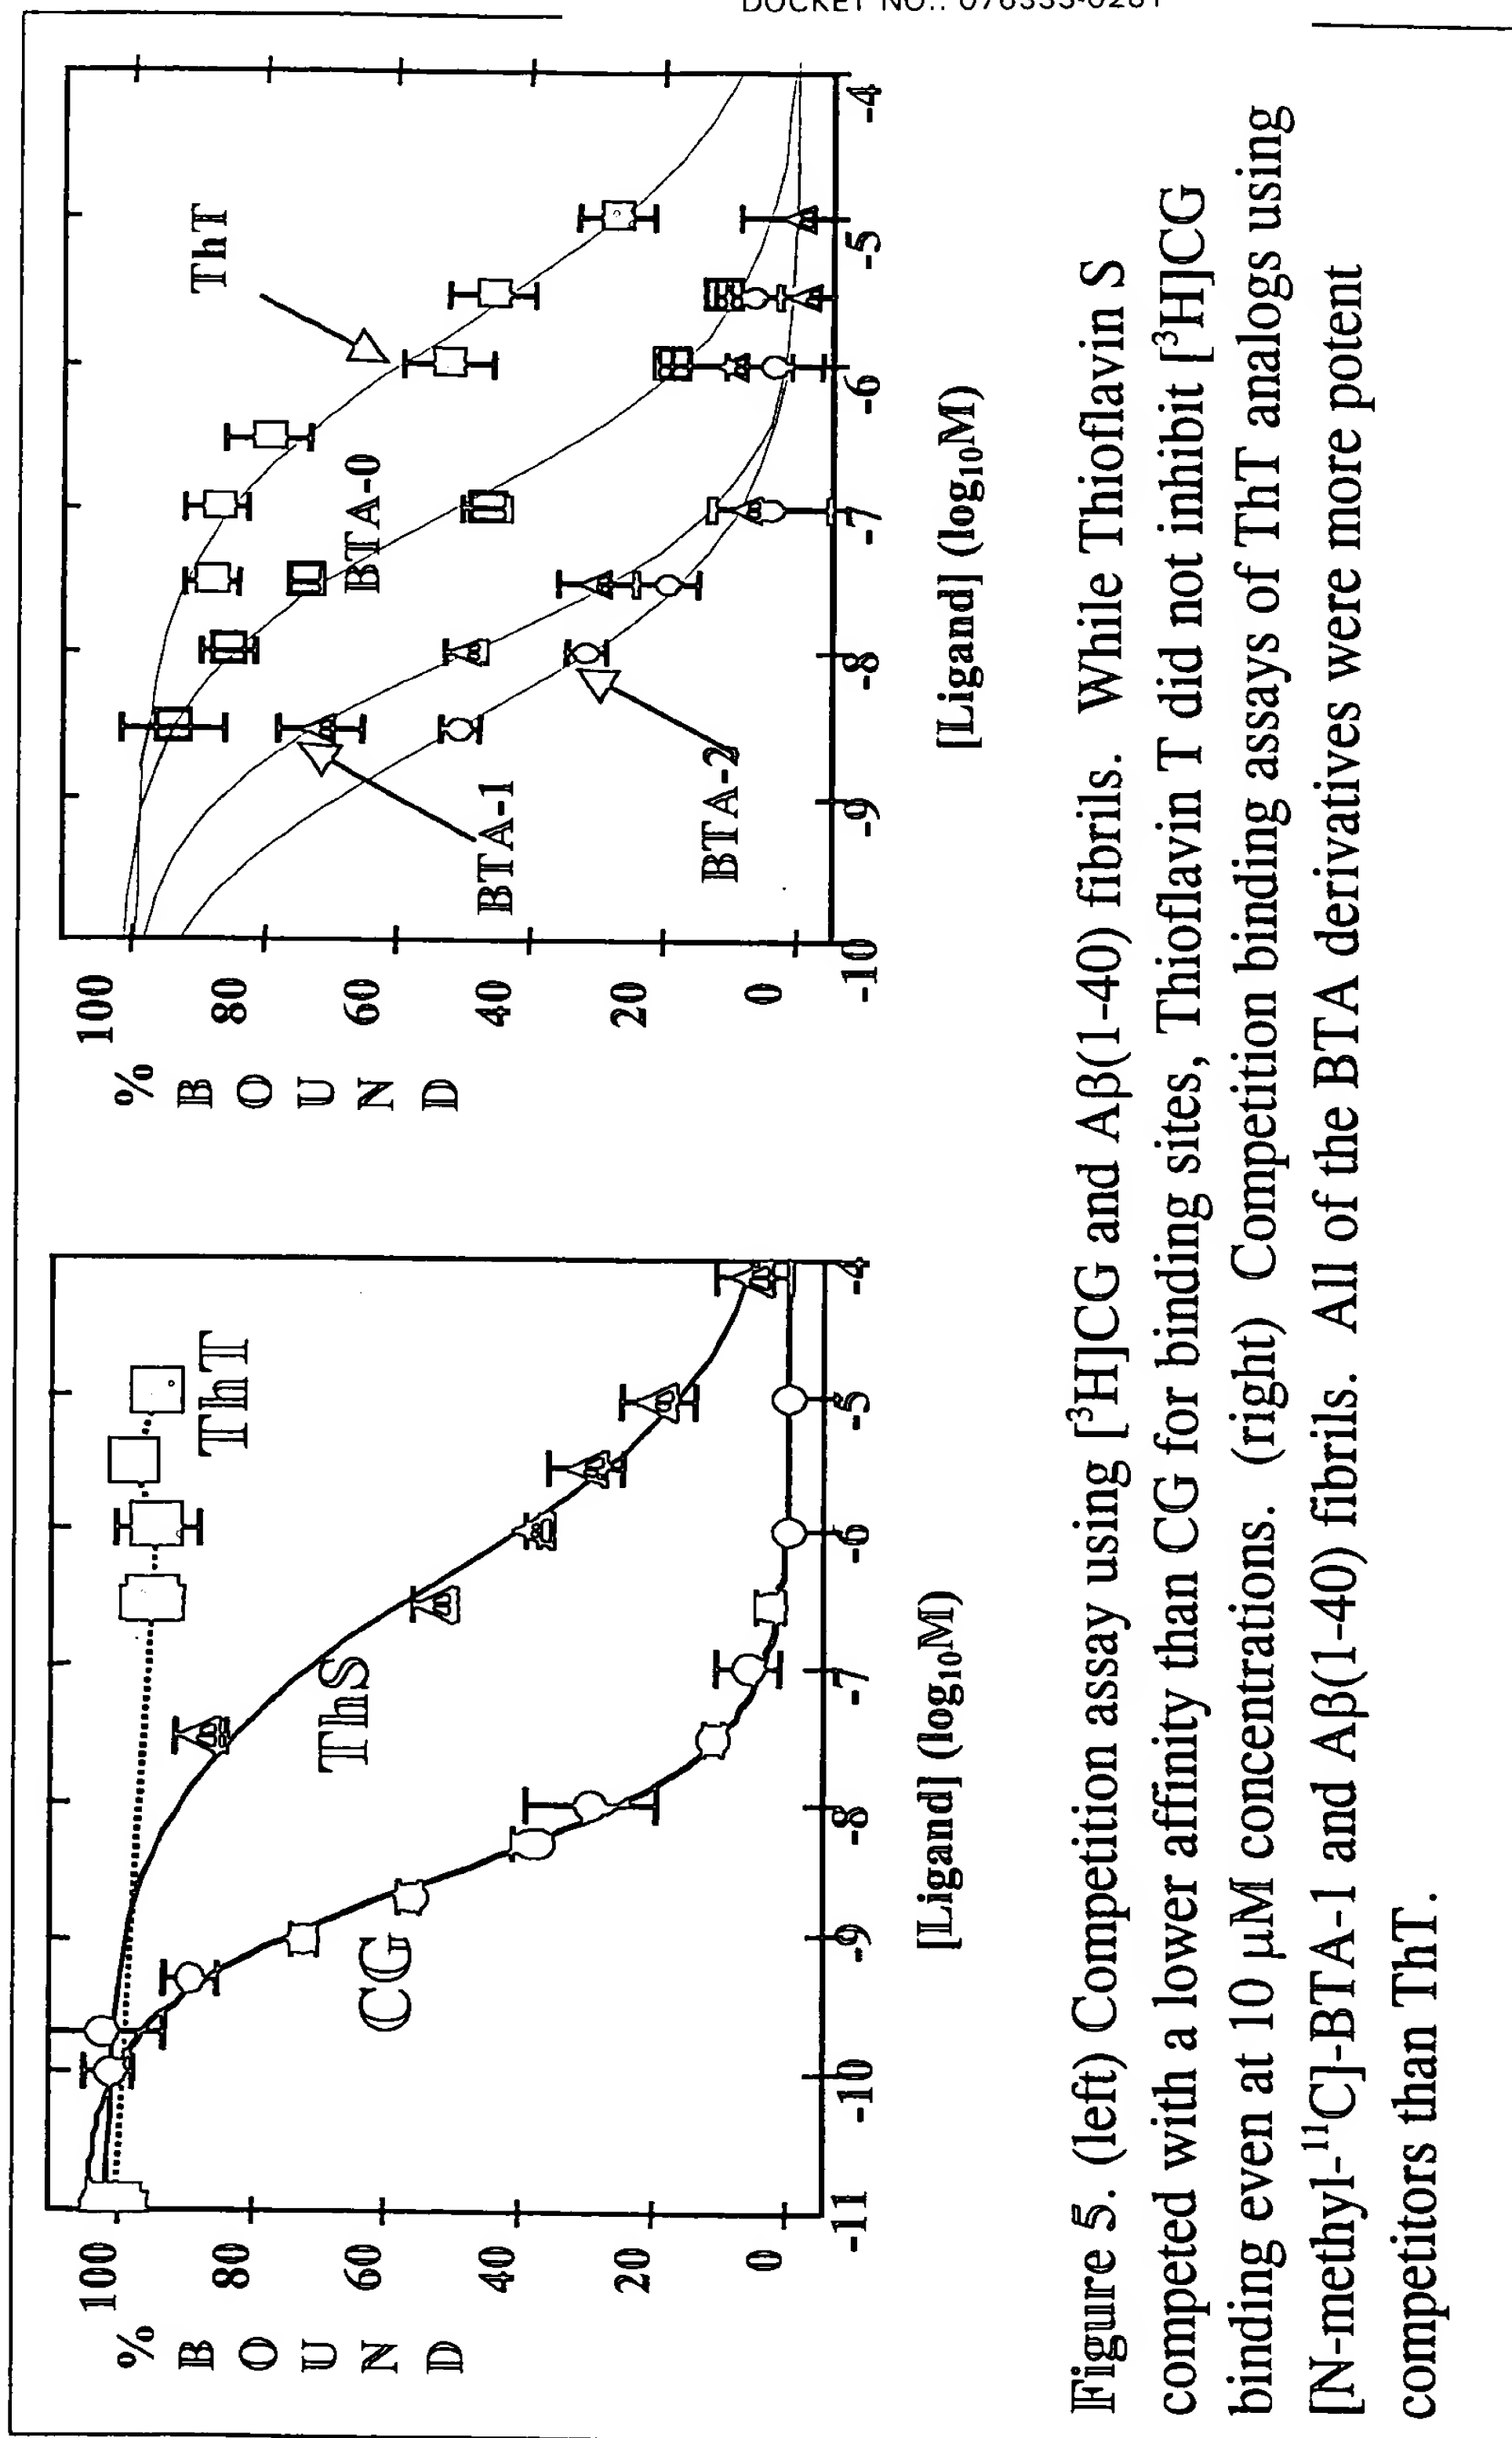 DOCKET NO.: 076333-0281
%
B
O
U
N
D
100
80
60
40
20
0
-11
-10
-9
-8
-7
-6
-5
-4
CG
ThS
ThT
[Ligand] (log₁₀M)
%
B
O
U
N
D
100
80
60
40
20
0
-10
-9
-8
-7
-6
-5
-4
BTA-1
BTA-2
BTA-0
ThT
[Ligand] (log₁₀M)
Figure 5. (left) Competition assay using [³H]CG and Aβ(1-40) fibrils. While Thioflavin S
competed with a lower affinity than CG for binding sites, Thioflavin T did not inhibit [³H]CG
binding even at 10 µM concentrations. (right) Competition binding assays of ThT analogs using
[N-methyl-¹¹C]-BTA-1 and Aβ(1-40) fibrils. All of the BTA derivatives were more potent
competitors than ThT.